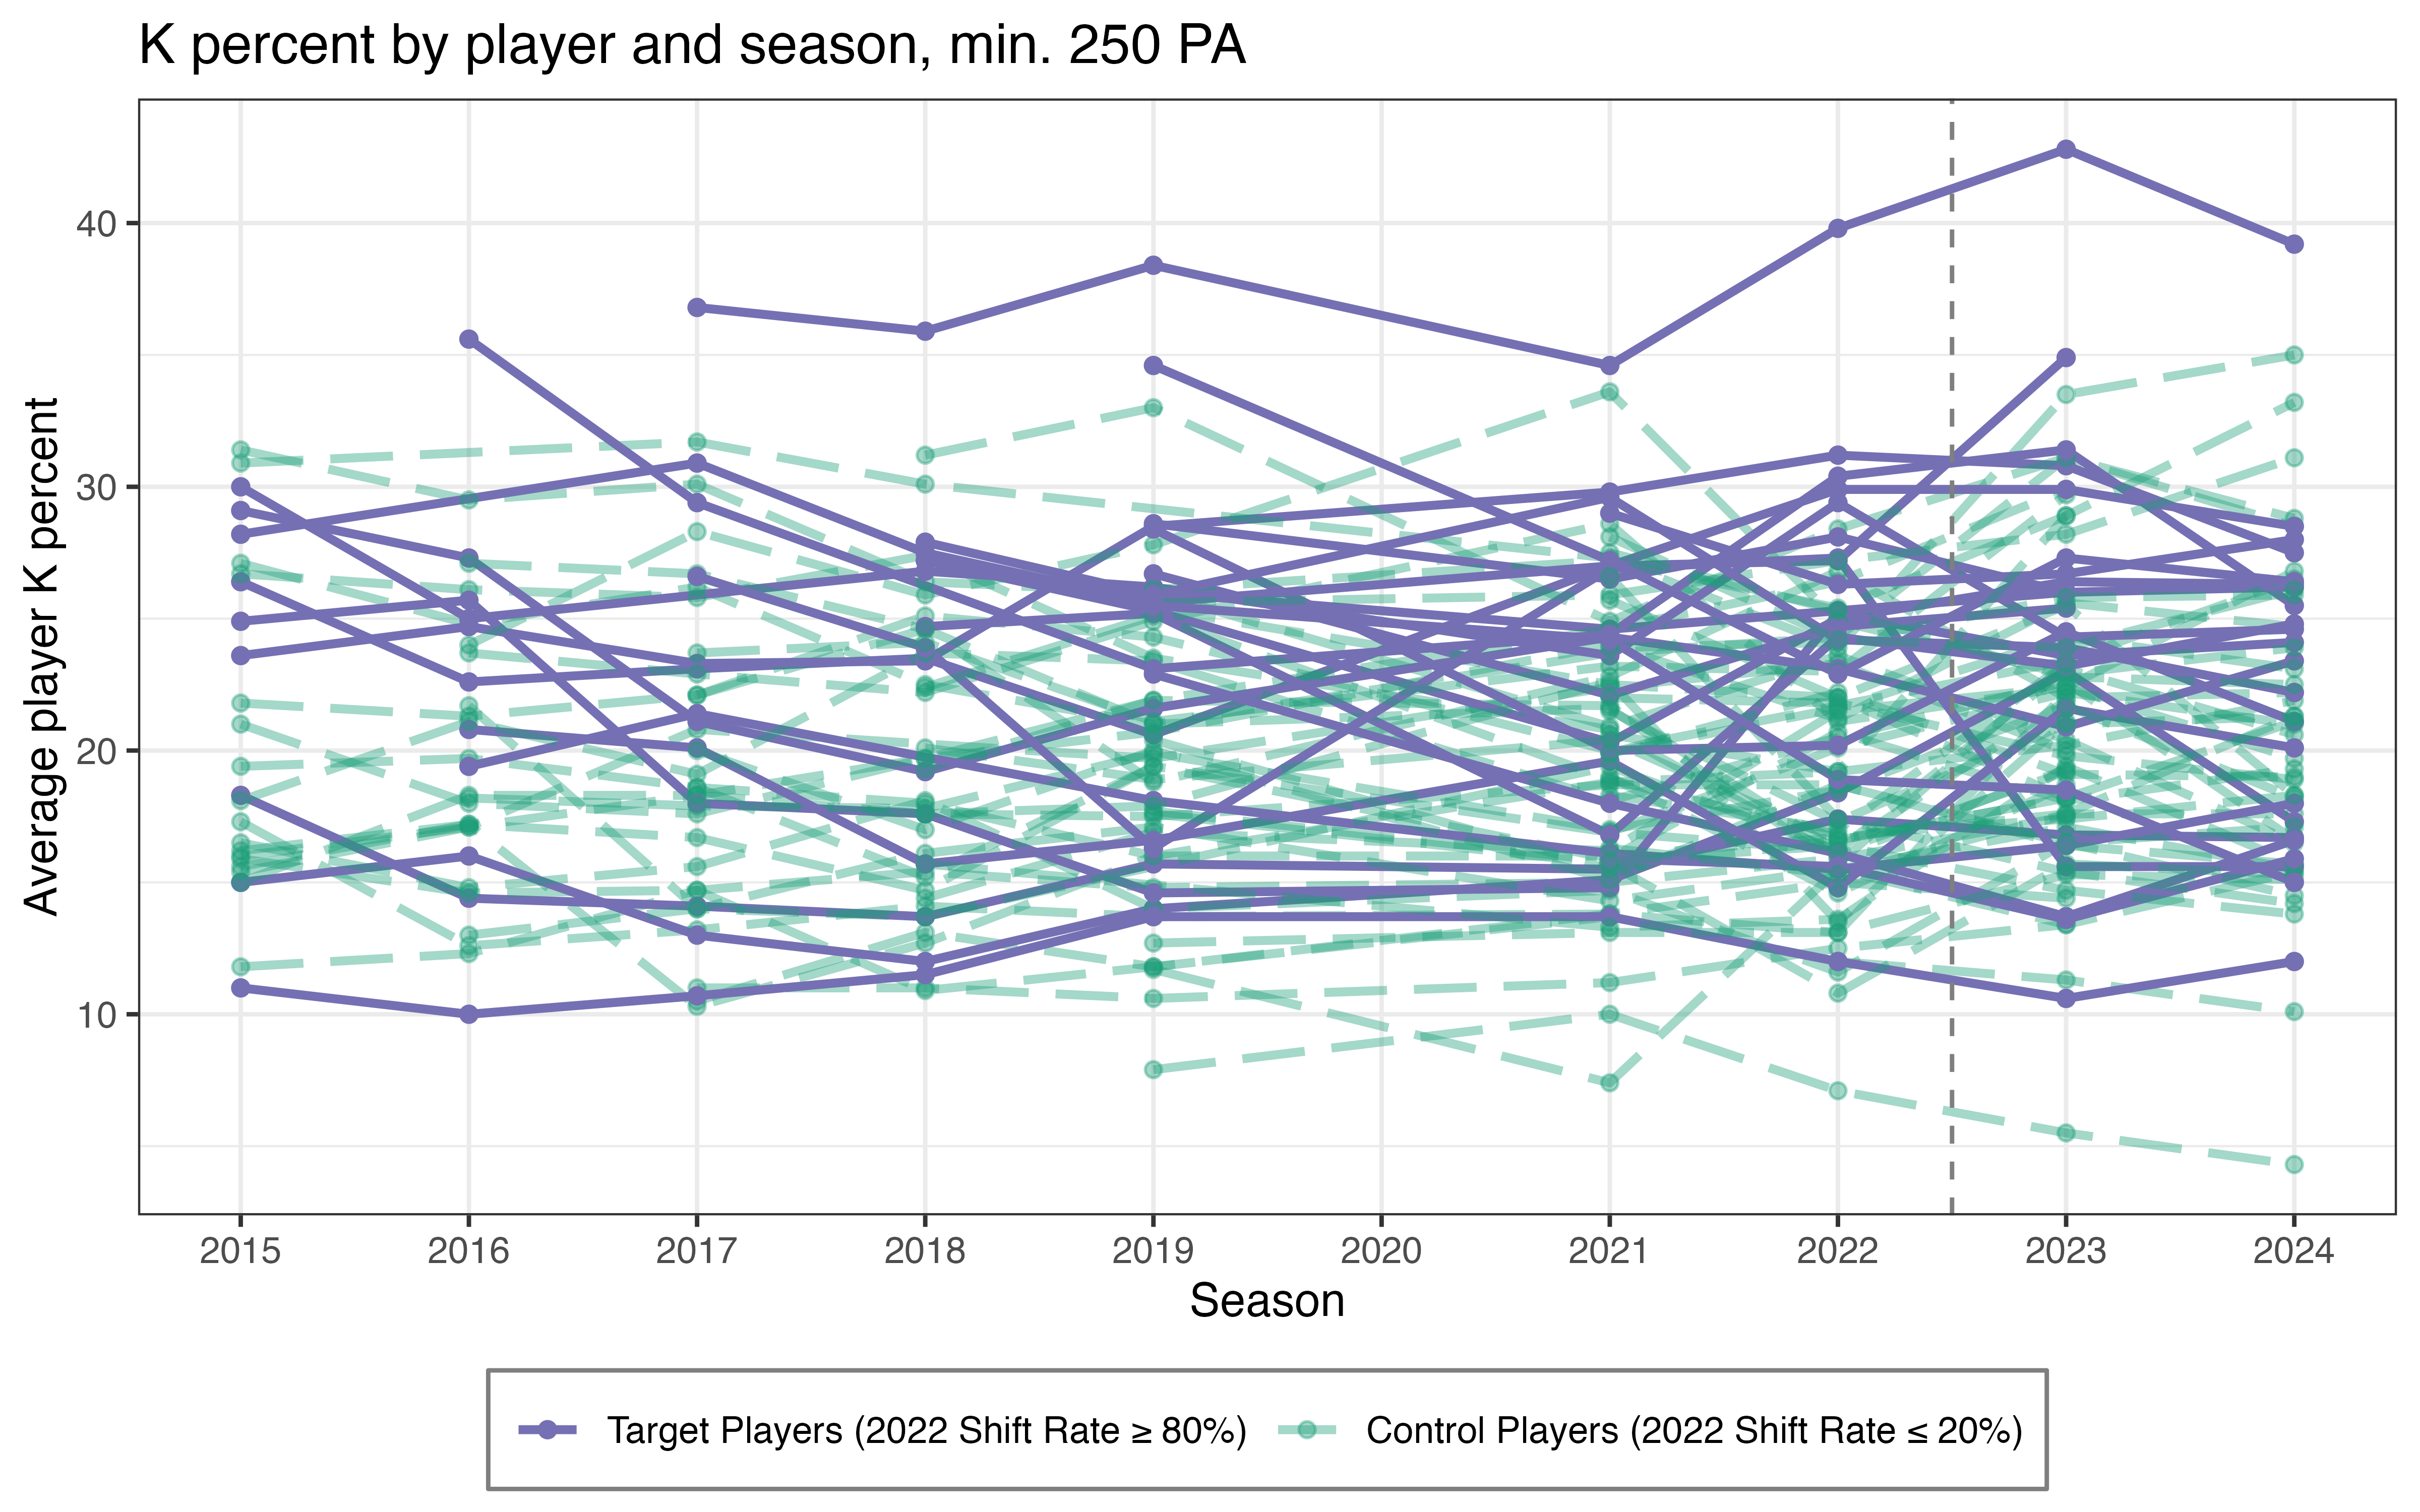 K percent by player and season, min. 250 PA
Average player K percent
40
30
20
10
2015 2016 2017 2018 2019 2020 2021 2022 2023 2024
Season
Target Players (2022 Shift Rate ≥ 80%) Control Players (2022 Shift Rate ≤ 20%)